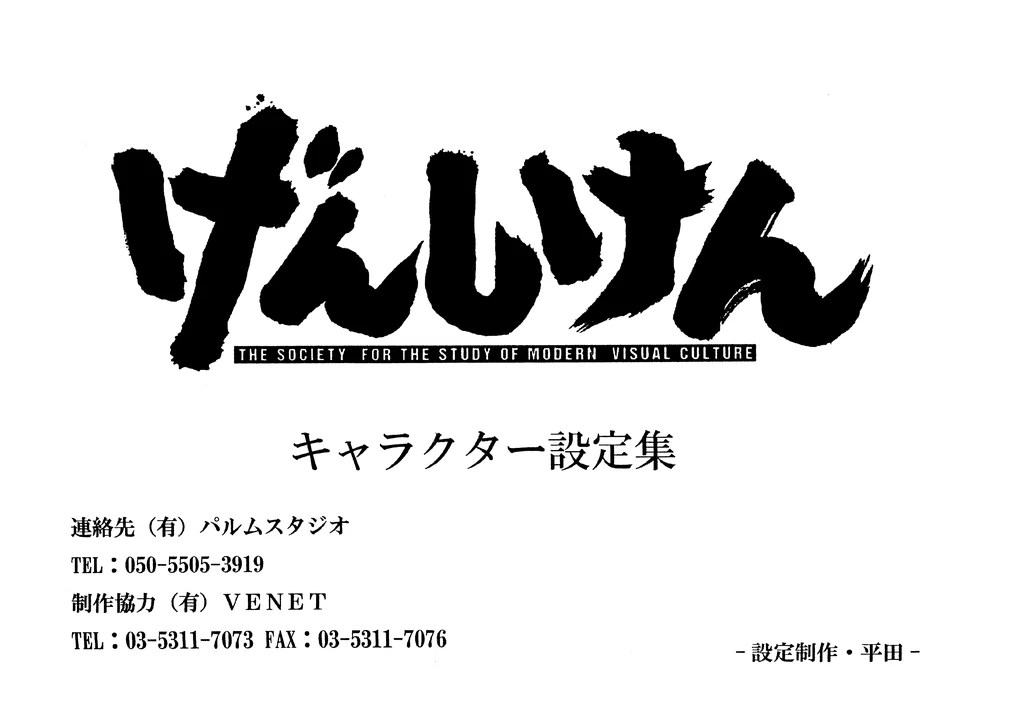 げんしけん
THE SOCIETY FOR THE STUDY OF MODERN VISUAL CULTURE
キャラクター設定集
連絡先（有）パルムスタジオ
TEL：050-5505-3919
制作協力（有）ＶＥＮＥＴ
TEL：03-5311-7073 FAX：03-5311-7076
－設定制作・平田－